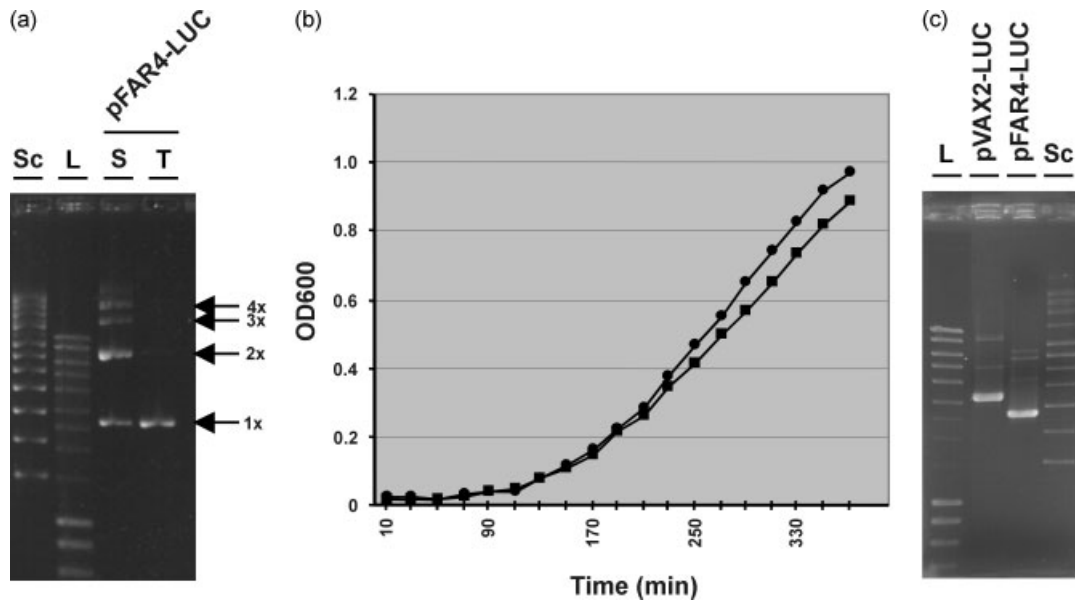 (a)
pFAR4-LUC
Sc L S T
4x
3x
2x
1x
(b)
OD600
1.2
1.0
0.8
0.6
0.4
0.2
0
10 90 170 250 330
Time (min)
(c)
pVAX2-LUC
pFAR4-LUC
L Sc